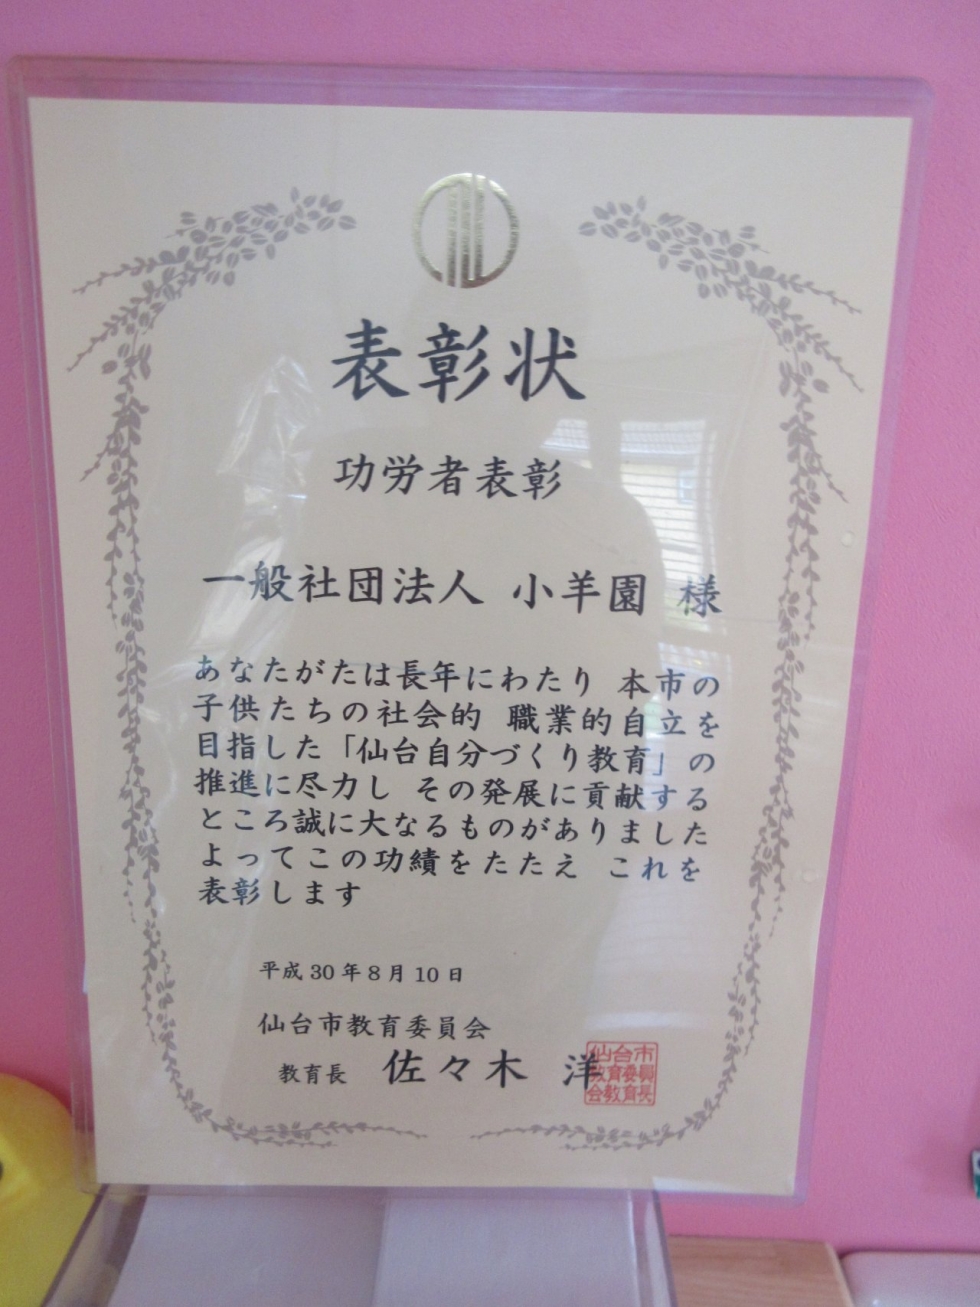 表彰状
功労者表彰
一般社団法人 小羊園 様
あなたがたは長年にわたり 本市の
子供たちの社会的 職業的自立を
目指した「仙台自分づくり教育」の
推進に尽力し その発展に貢献する
ところ誠に大なるものがありました
よってこの功績をたたえ これを
表彰します
平成30年8月10日
仙台市教育委員会
教育長 佐々木 洋
仙台市
教育委員
会教育長